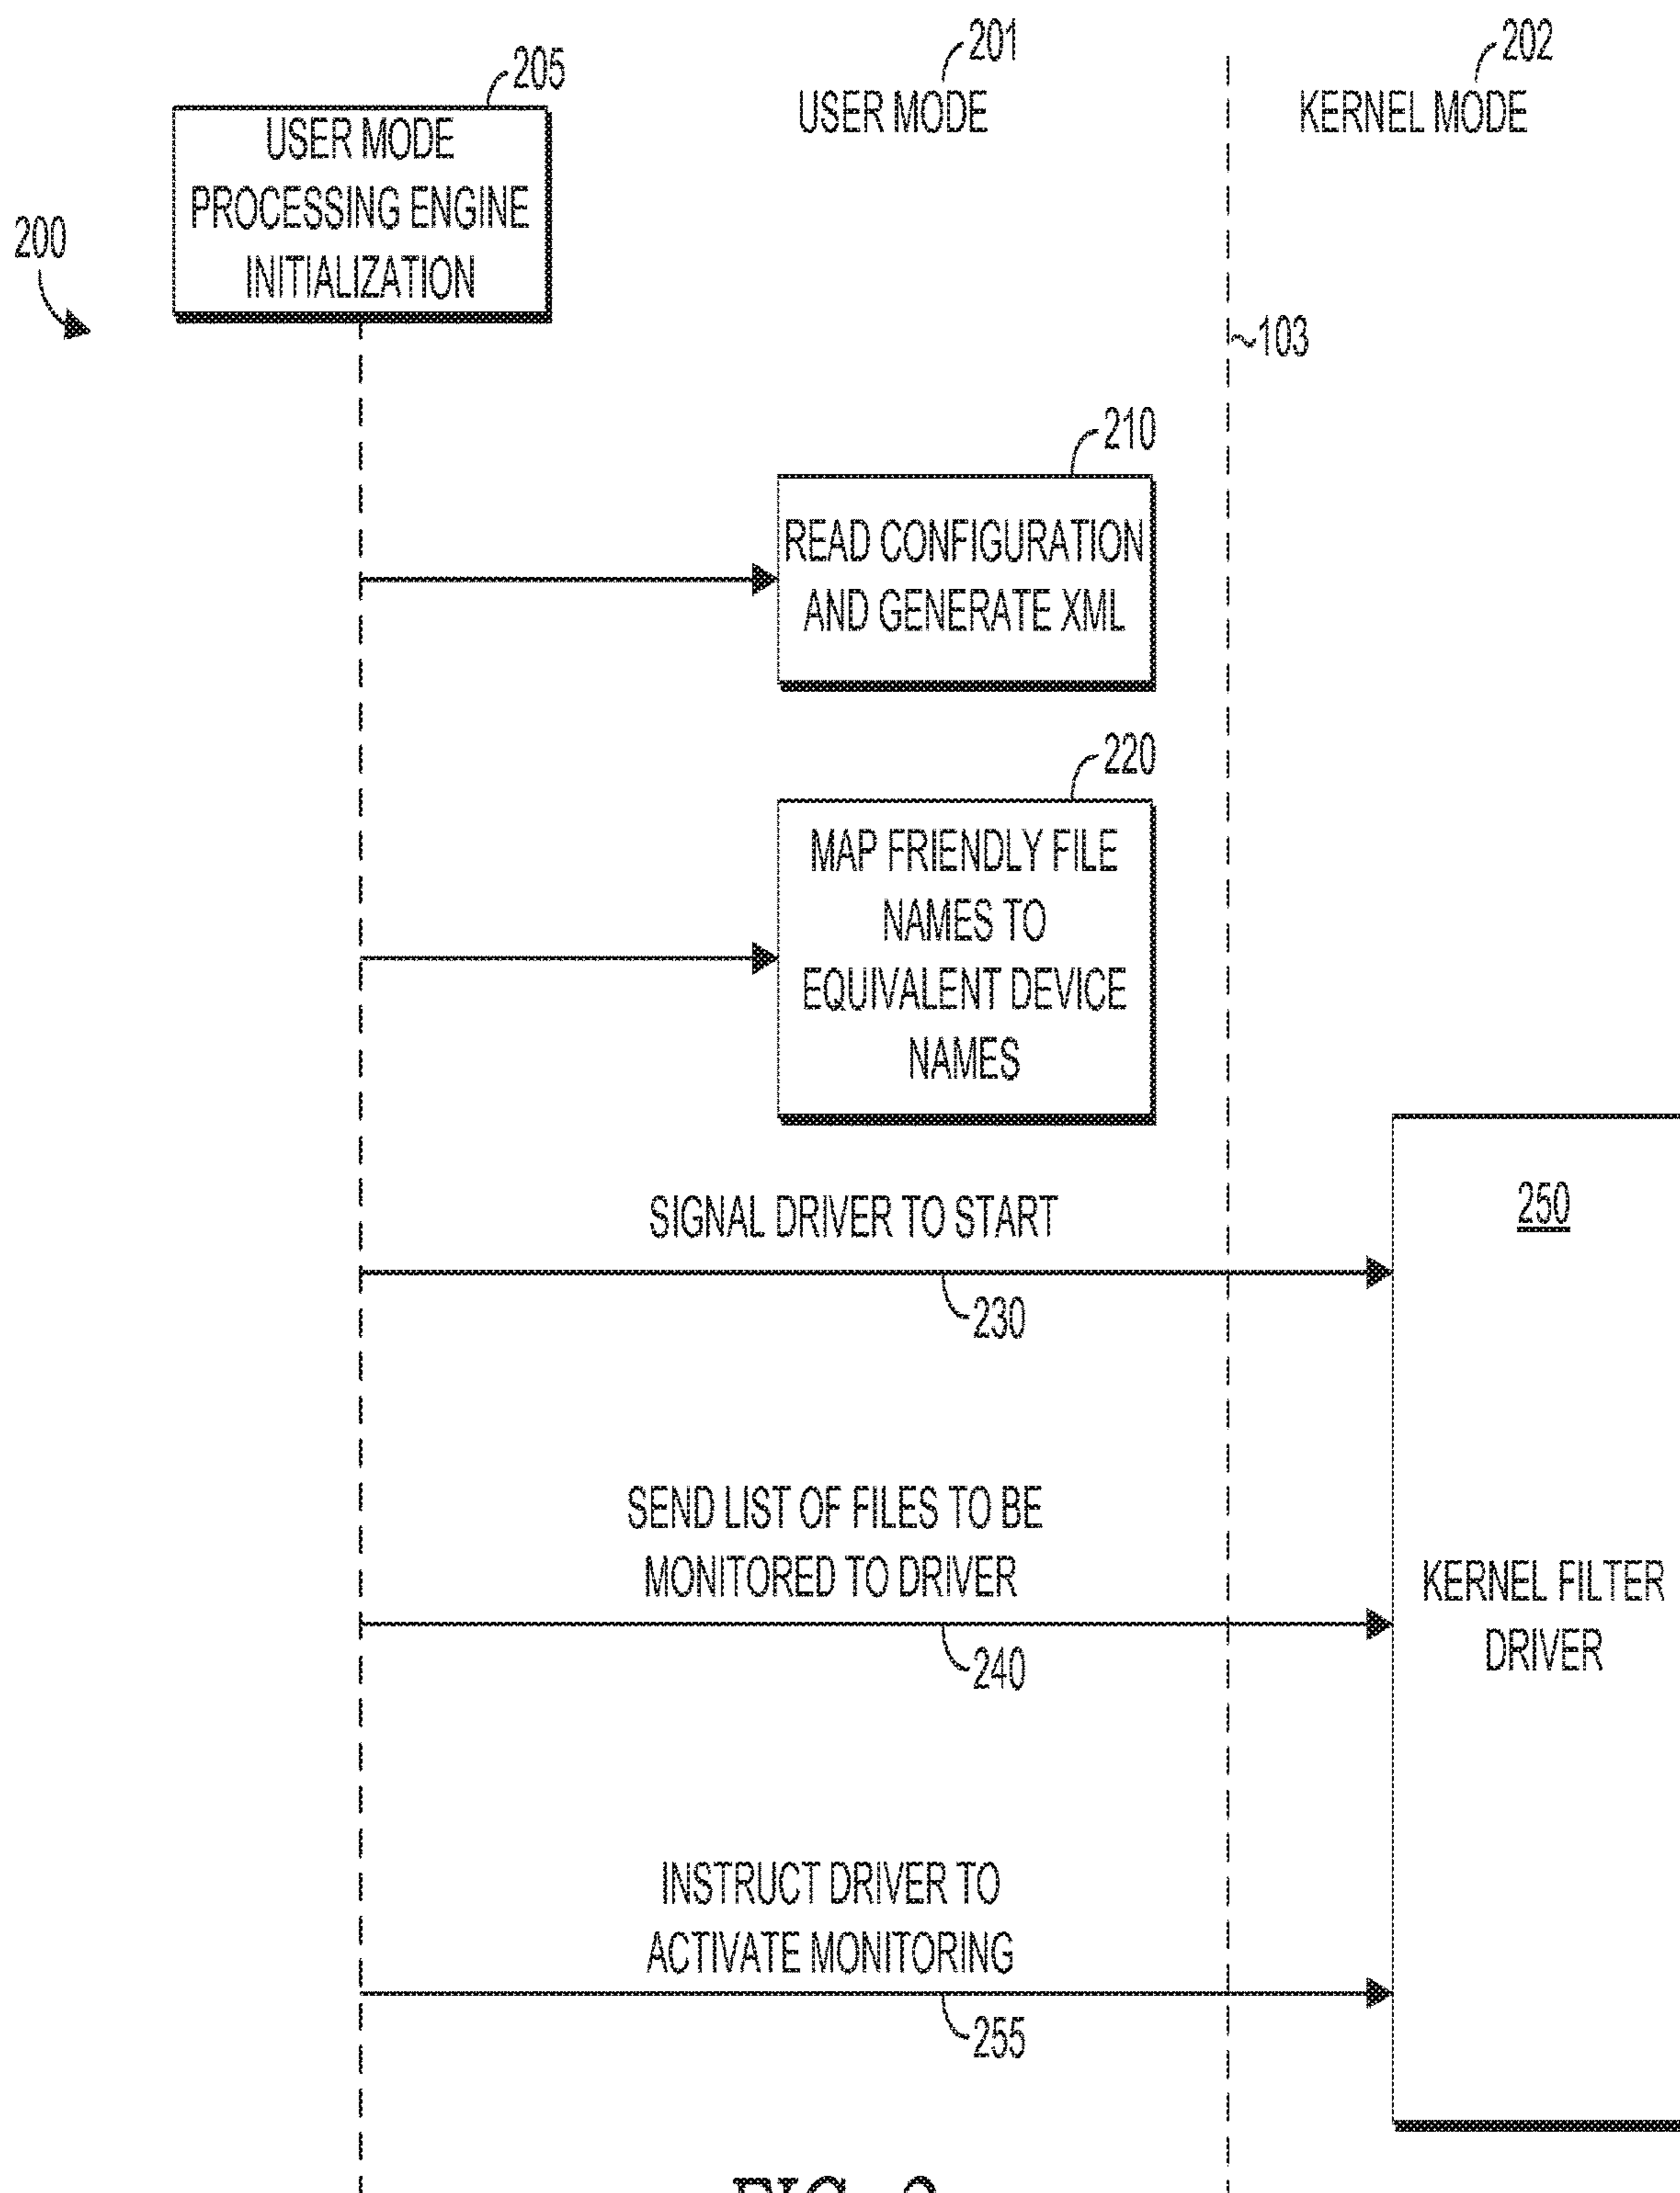 201
202
205
USER MODE
KERNEL MODE
USER MODE
PROCESSING ENGINE
INITIALIZATION
200
103
210
READ CONFIGURATION
AND GENERATE XML
220
MAP FRIENDLY FILE
NAMES TO
EQUIVALENT DEVICE
NAMES
SIGNAL DRIVER TO START
230
250
SEND LIST OF FILES TO BE
MONITORED TO DRIVER
240
KERNEL FILTER
DRIVER
INSTRUCT DRIVER TO
ACTIVATE MONITORING
255